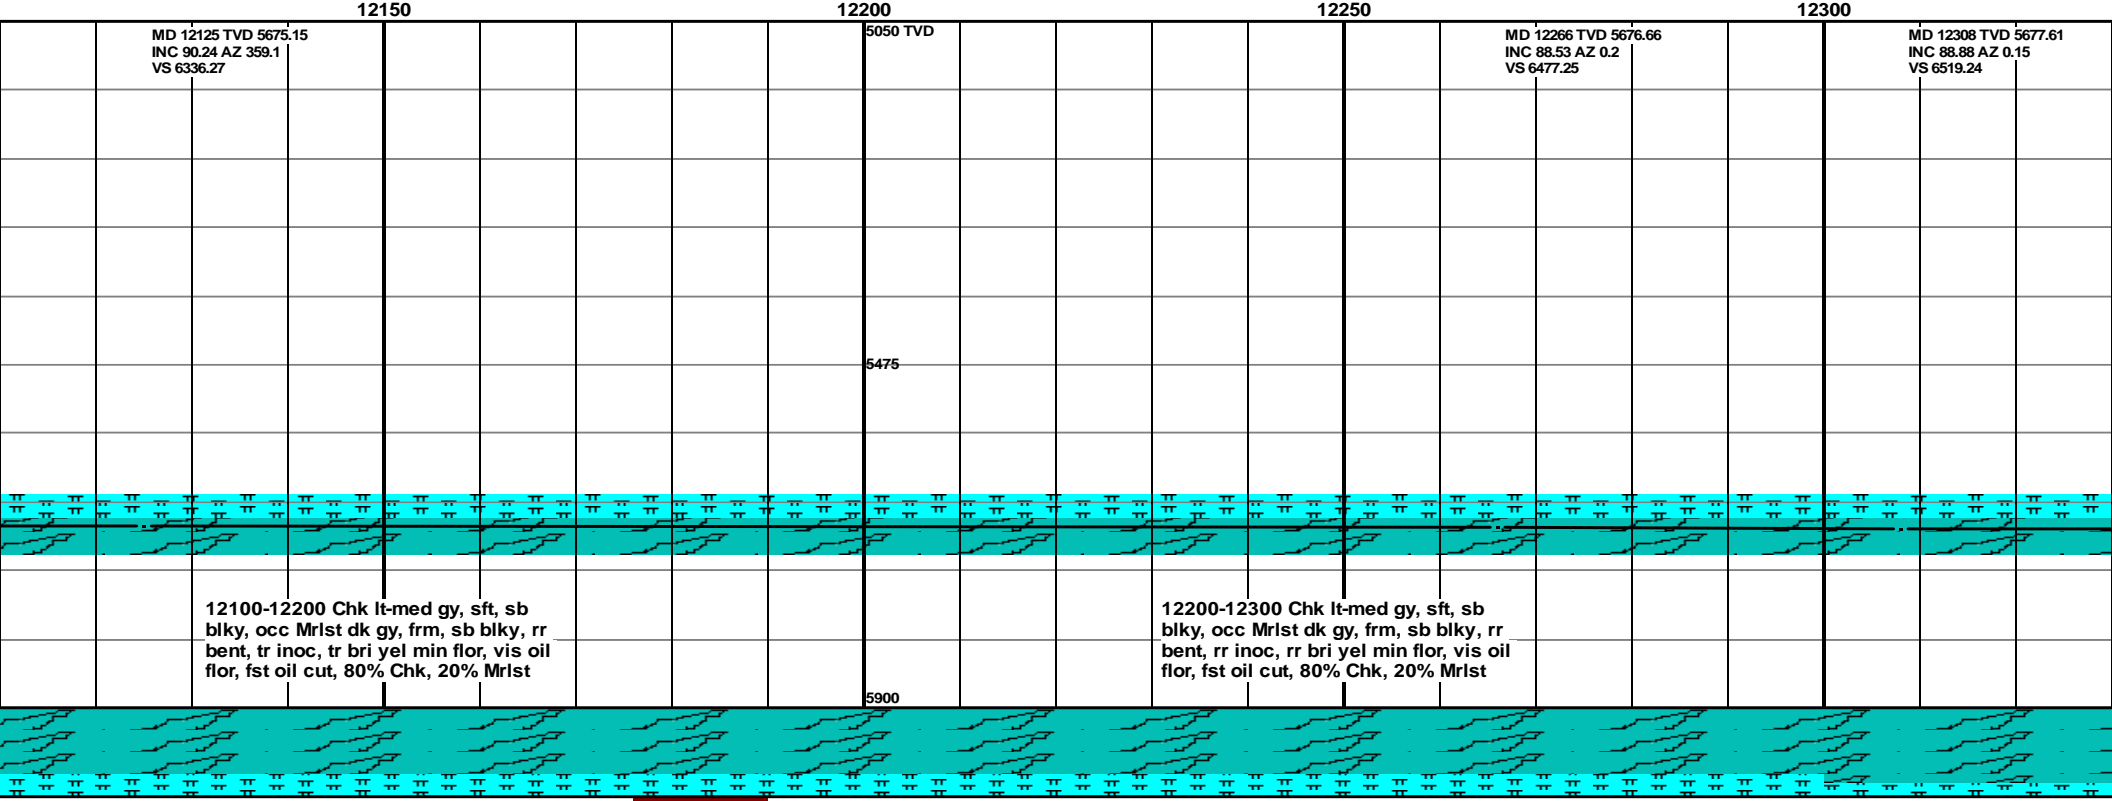 12150
12200
12250
12300
MD 12125 TVD 5675.15
INC 90.24 AZ 359.1
VS 6336.27
5050 TVD
MD 12266 TVD 5676.66
INC 88.53 AZ 0.2
VS 6477.25
MD 12308 TVD 5677.61
INC 88.88 AZ 0.15
VS 6519.24
5475
12100-12200 Chk lt-med gy, sft, sb
blky, occ Mrlst dk gy, frm, sb blky, rr
bent, tr inoc, tr bri yel min flor, vis oil
flor, fst oil cut, 80% Chk, 20% Mrlst
12200-12300 Chk lt-med gy, sft, sb
blky, occ Mrlst dk gy, frm, sb blky, rr
bent, rr inoc, rr bri yel min flor, vis oil
flor, fst oil cut, 80% Chk, 20% Mrlst
5900